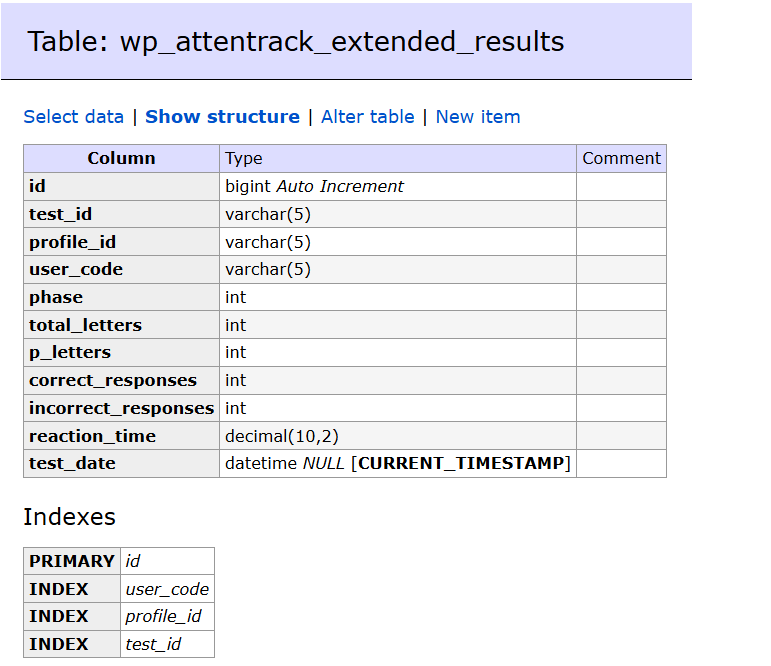 Table: wp_attentrack_extended_results
Select data | Show structure | Alter table | New item
Column Type Comment
id bigint Auto Increment
test_id varchar(5)
profile_id varchar(5)
user_code varchar(5)
phase int
total_letters int
p_letters int
correct_responses int
incorrect_responses int
reaction_time decimal(10,2)
test_date datetime NULL [CURRENT_TIMESTAMP]
Indexes
PRIMARY id
INDEX user_code
INDEX profile_id
INDEX test_id